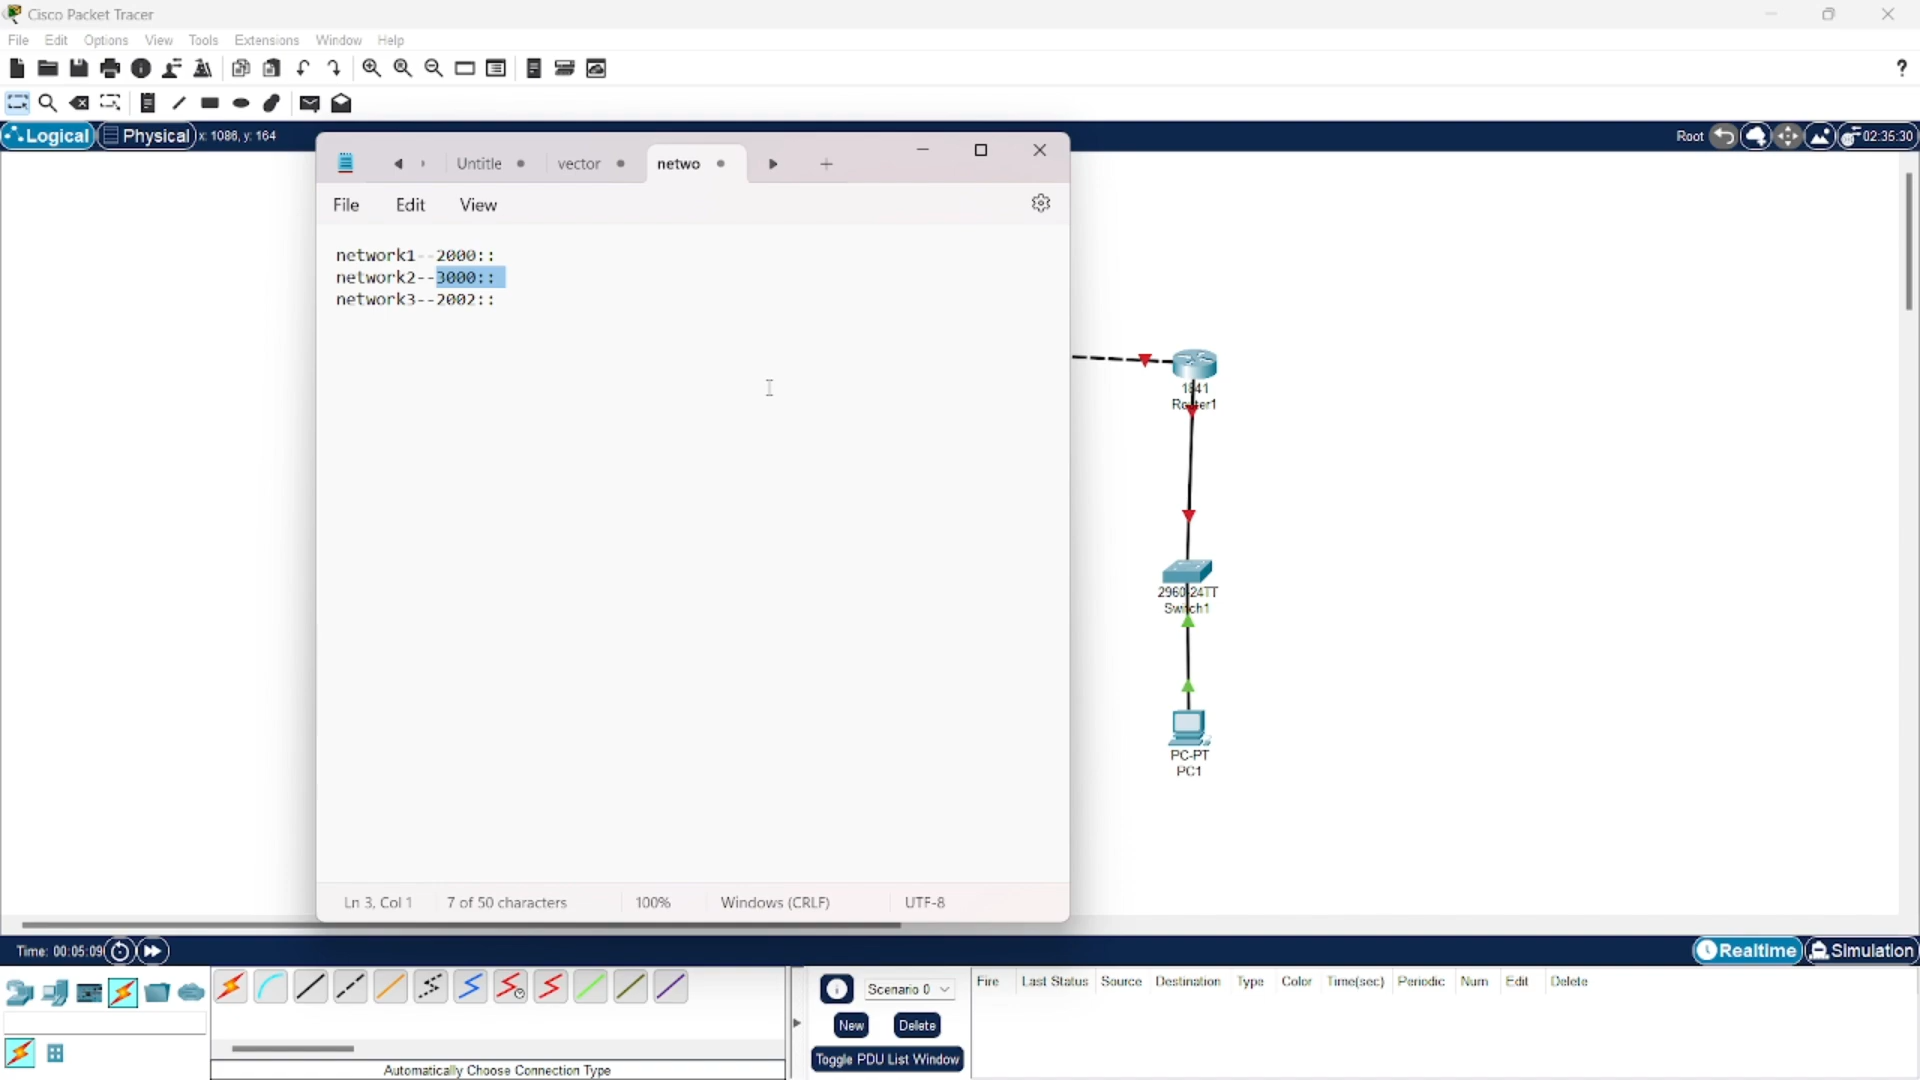 Cisco Packet Tracer
File Edit Options View Tools Extensions Window Help
?
Logical Physical x: 1086, y: 164 Root 02:35:30
Untitle vector netwo
File Edit View
network1--2000::
network2--3000::
network3--2002::
1841
Router1
2960-24TT
Switch1
PC-PT
PC1
Ln 3, Col 1 7 of 50 characters 100% Windows (CRLF) UTF-8
Time: 00:05:09 Realtime Simulation
Scenario 0
New Delete
Toggle PDU List Window
Fire Last Status Source Destination Type Color Time(sec) Periodic Num Edit Delete
Automatically Choose Connection Type